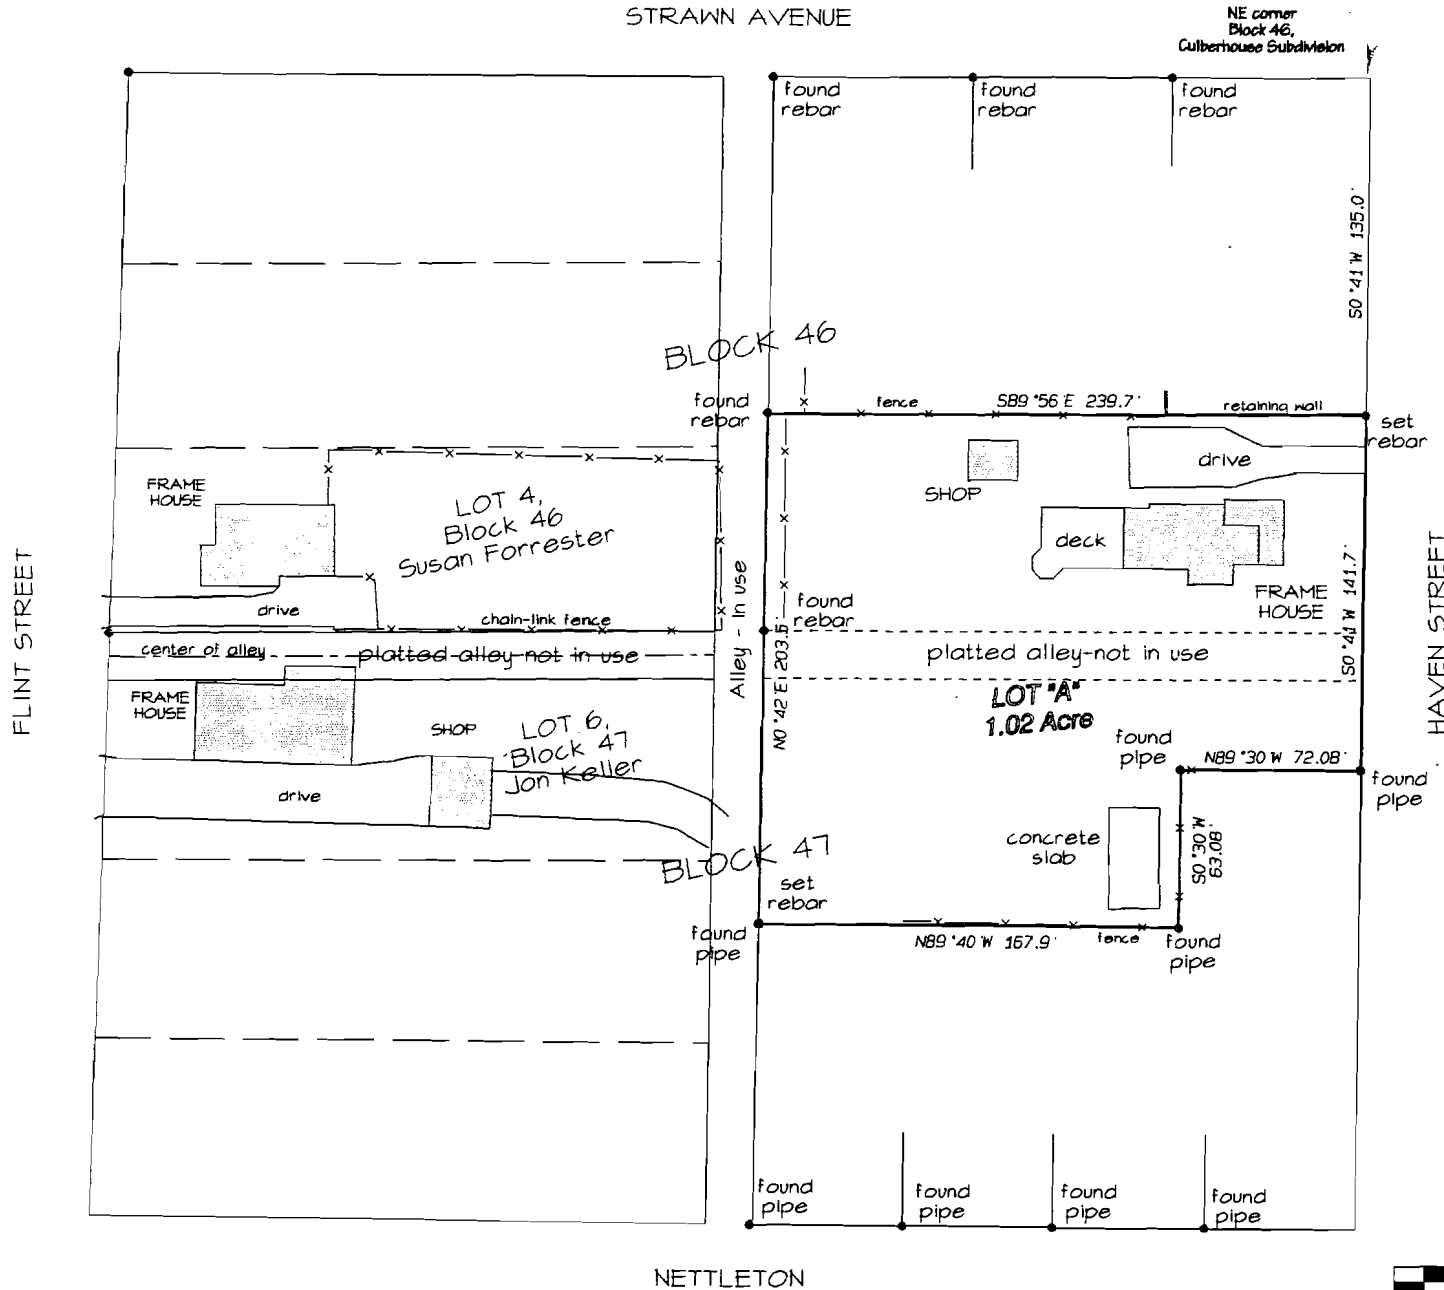 STRAWN AVENUE
NE corner
Block 46,
Culberhouse Subdivision
found
rebar
found
rebar
found
rebar
S0°41'W 135.0'
BLOCK 46
found
rebar
fence
S89°56'E 239.7'
retaining wall
set
rebar
drive
SHOP
deck
FRAME
HOUSE
FRAME
HOUSE
LOT 4,
Block 46
Susan Forrester
drive
chain-link fence
center of alley
platted alley-not in use
FLINT STREET
Alley - in use
found
rebar
N0°42'E 203.5'
platted alley-not in use
S0°41'W 141.7'
HAVEN STREET
LOT "A"
1.02 Acre
FRAME
HOUSE
SHOP
LOT 6,
Block 47
Jon Keller
drive
found
pipe
N89°30'W 72.08'
found
pipe
concrete
slab
S0°30'W
63.08'
BLOCK 47
set
rebar
found
pipe
N89°40'W 167.9'
fence
found
pipe
found
pipe
found
pipe
found
pipe
found
pipe
NETTLETON